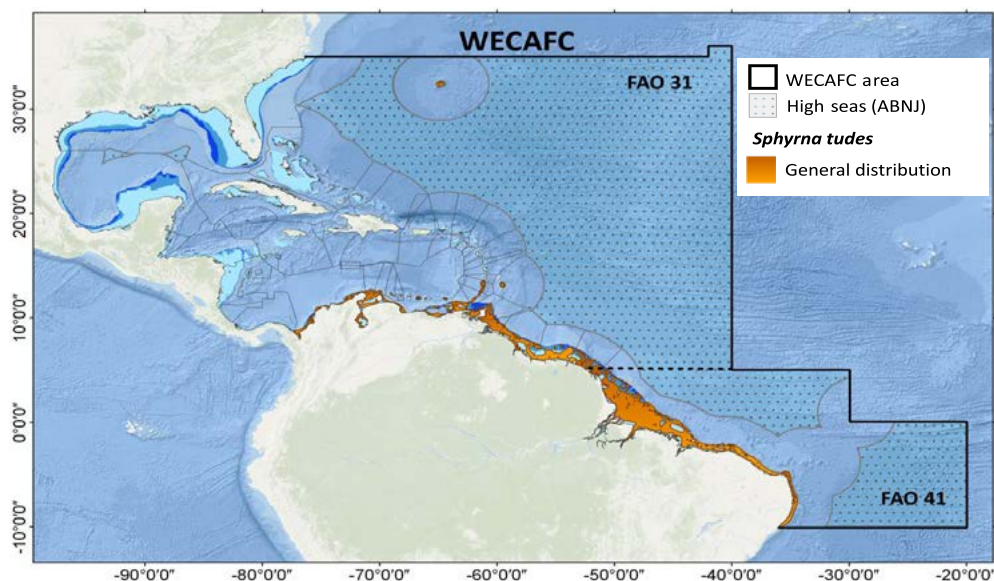 WECAFC
FAO 31
WECAFC area
High seas (ABNJ)
Sphyrna tudes
General distribution
FAO 41
30°0'0"
20°0'0"
10°0'0"
0°0'0"
-10°0'0"
-90°0'0"
-80°0'0"
-70°0'0"
-60°0'0"
-50°0'0"
-40°0'0"
-30°0'0"
-20°0'0"